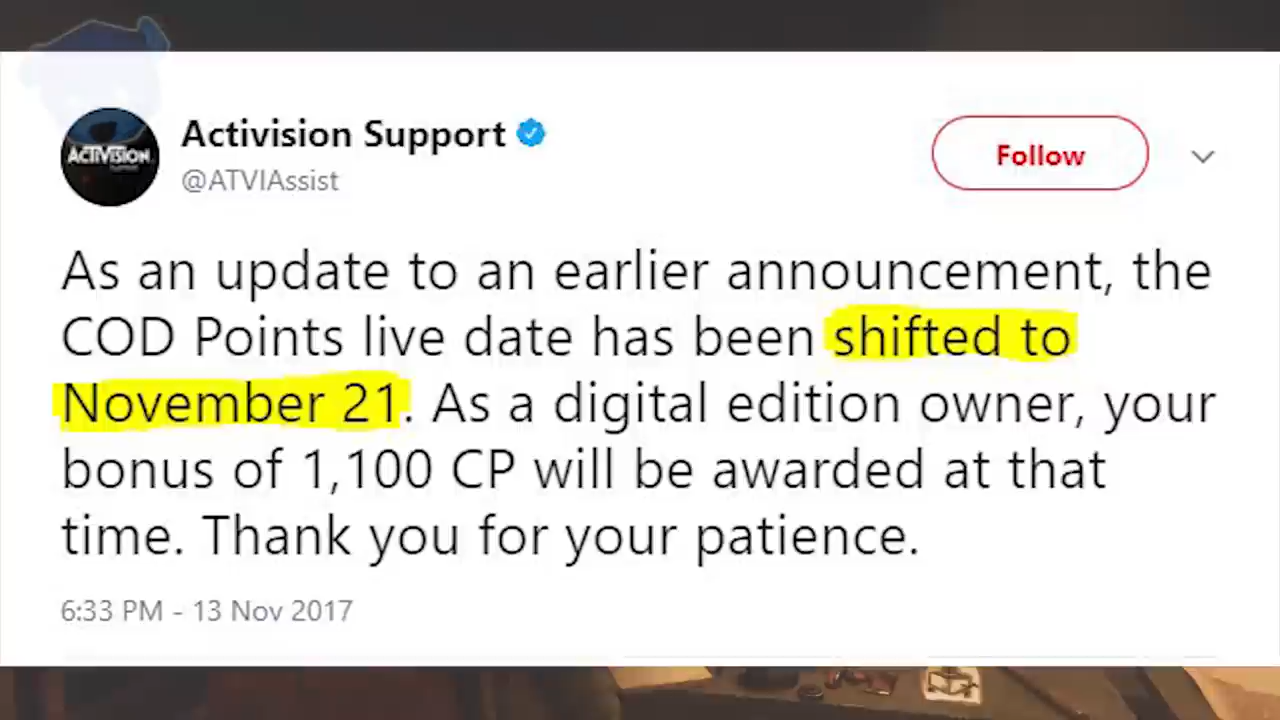 Activision Support
@ATVIAssist
Follow
ACTIVISION
As an update to an earlier announcement, the
COD Points live date has been shifted to
November 21. As a digital edition owner, your
bonus of 1,100 CP will be awarded at that
time. Thank you for your patience.
6:33 PM - 13 Nov 2017